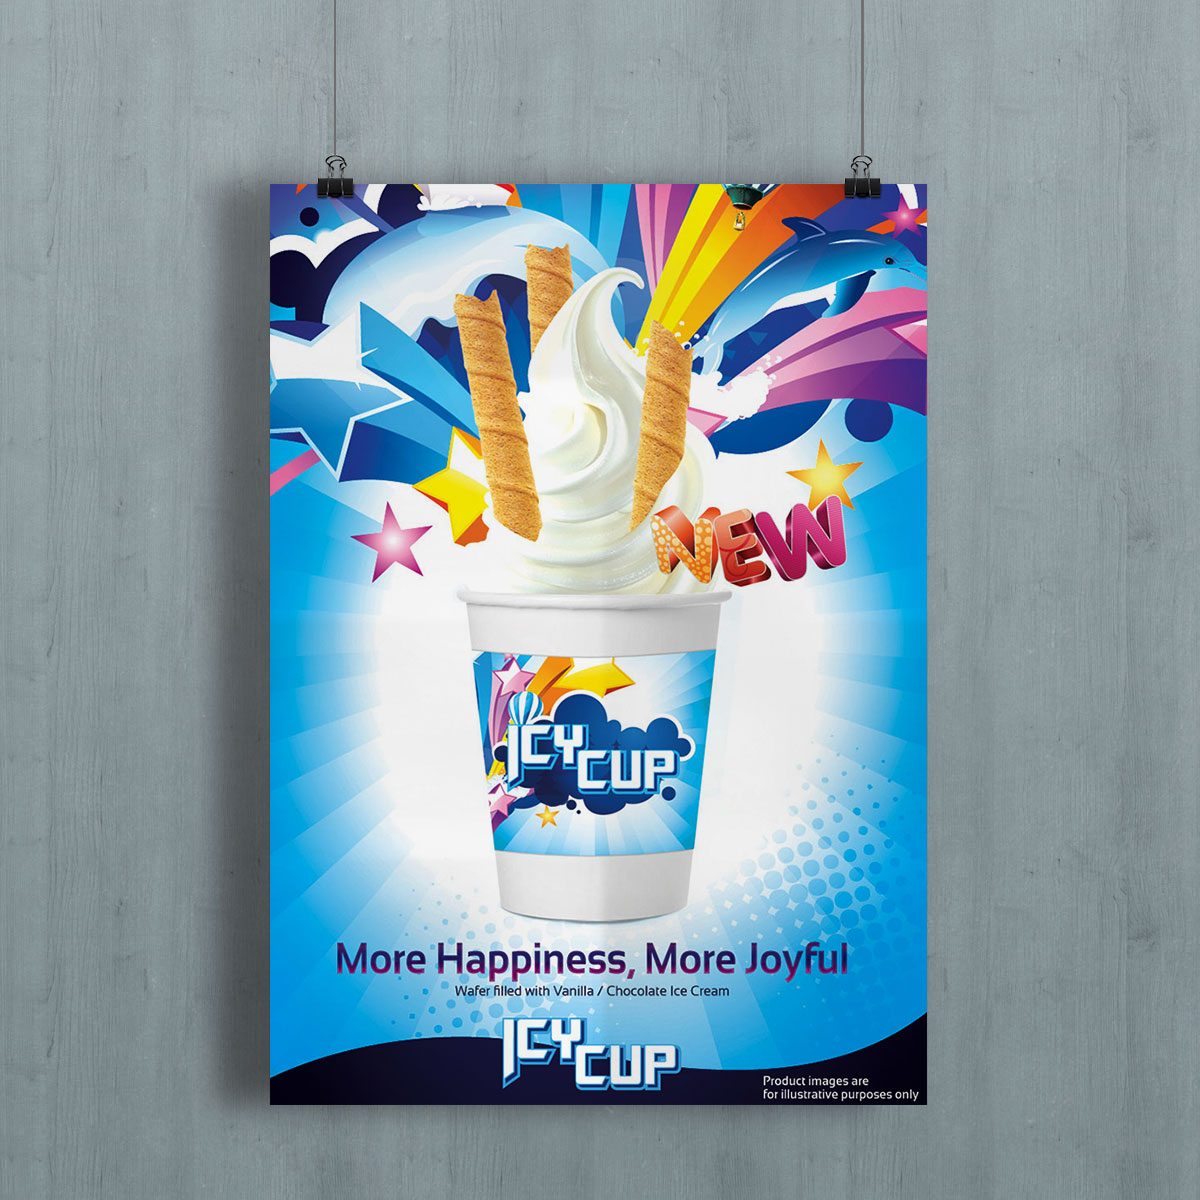 NEW
ICY
CUP
More Happiness, More Joyful
Wafer filled with Vanilla / Chocolate Ice Cream
ICY
CUP
Product images are
for illustrative purposes only